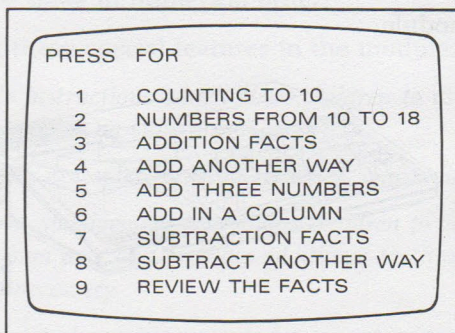 PRESS FOR
1 COUNTING TO 10
2 NUMBERS FROM 10 TO 18
3 ADDITION FACTS
4 ADD ANOTHER WAY
5 ADD THREE NUMBERS
6 ADD IN A COLUMN
7 SUBTRACTION FACTS
8 SUBTRACT ANOTHER WAY
9 REVIEW THE FACTS